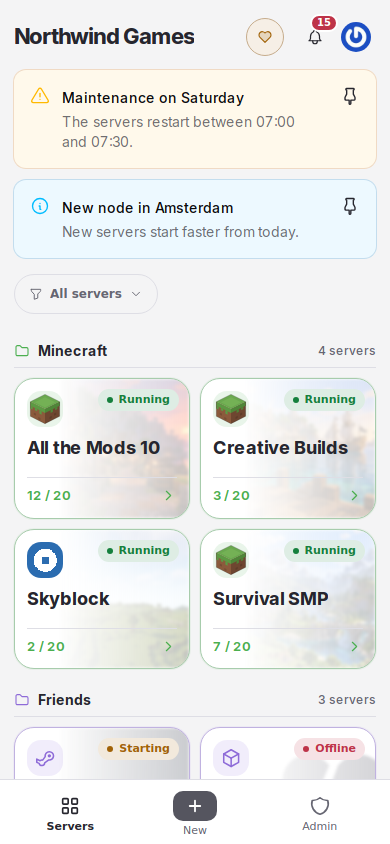 Northwind Games
15
Maintenance on Saturday
The servers restart between 07:00
and 07:30.
New node in Amsterdam
New servers start faster from today.
All servers
Minecraft
4 servers
Running
All the Mods 10
12 / 20
Running
Creative Builds
3 / 20
Running
Skyblock
2 / 20
Running
Survival SMP
7 / 20
Friends
3 servers
Starting
Offline
Servers
New
Admin